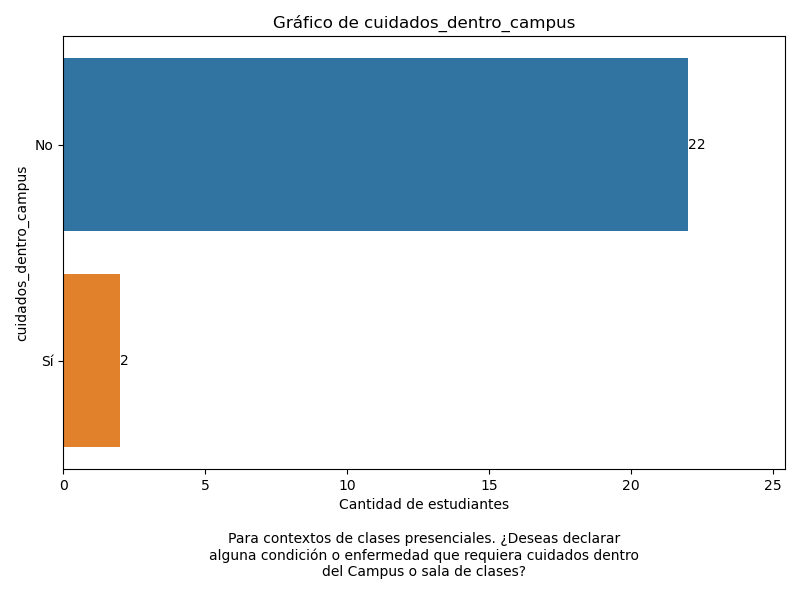 Gráfico de cuidados_dentro_campus
cuidados_dentro_campus
No
22
Sí
2
0 5 10 15 20 25
Cantidad de estudiantes
Para contextos de clases presenciales. ¿Deseas declarar
alguna condición o enfermedad que requiera cuidados dentro
del Campus o sala de clases?